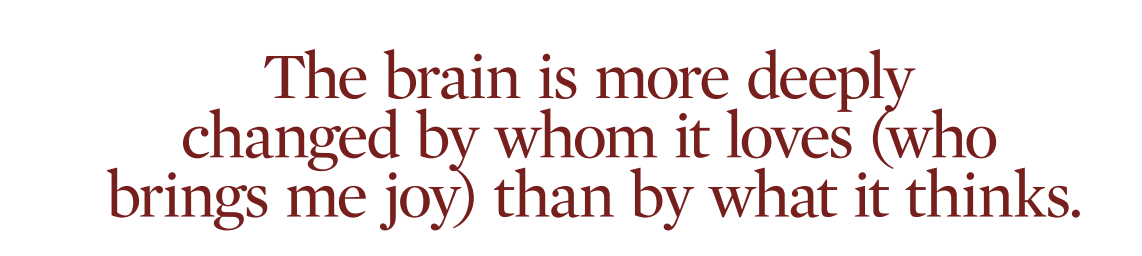 The brain is more deeply
changed by whom it loves (who
brings me joy) than by what it thinks.